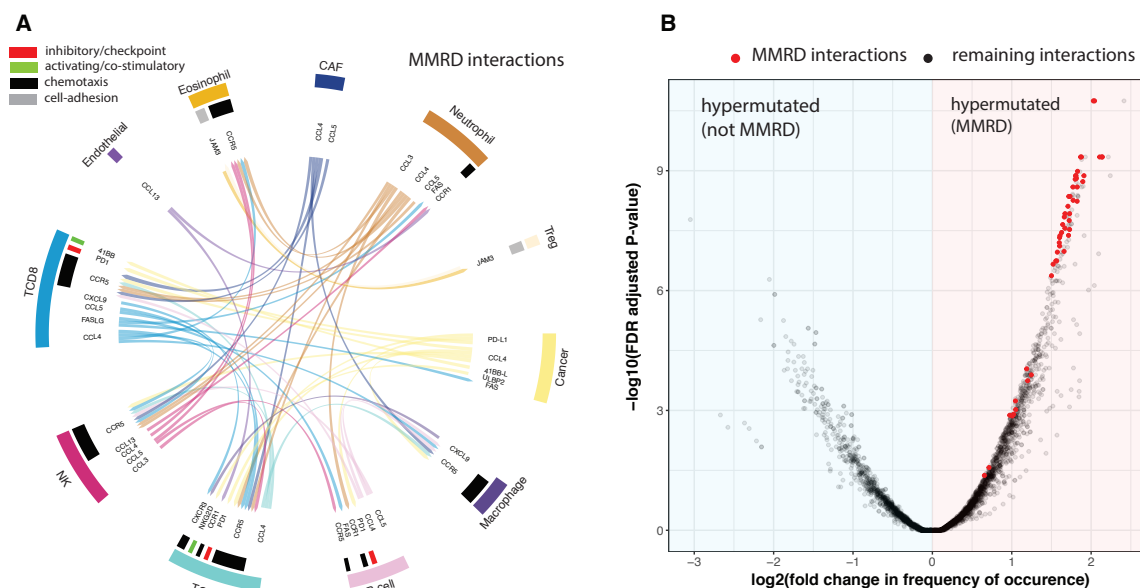 A
inhibitory/checkpoint
activating/co-stimulatory
chemotaxis
cell-adhesion
MMRD interactions
CAF
CCL4
CCL5
Neutrophil
CCL3
CCL4
CCL5
FAS
CCR1
Treg
JAM3
Cancer
PD-L1
CCL4
41BB-L
ULBP2
FAS
Macrophage
CXCL9
CCR5
CCL5
CCL4
PD1
CCR1
FAS
CCR5
cell
CCL4
CCR5
PD1
CCR1
NKG2D
CXCR3
NK
CCR5
CCL13
CCL4
CCL5
CCL3
TCD8
41BB
PD1
CCR5
CXCL9
CCL5
FASLG
CCL4
Endothelial
CCL13
Eosinophil
JAM3
CCR5
B
MMRD interactions
remaining interactions
hypermutated
(not MMRD)
hypermutated
(MMRD)
−log10(FDR adjusted P-value)
9
6
3
0
−3
−2
−1
0
1
2
log2(fold change in frequency of occurence)